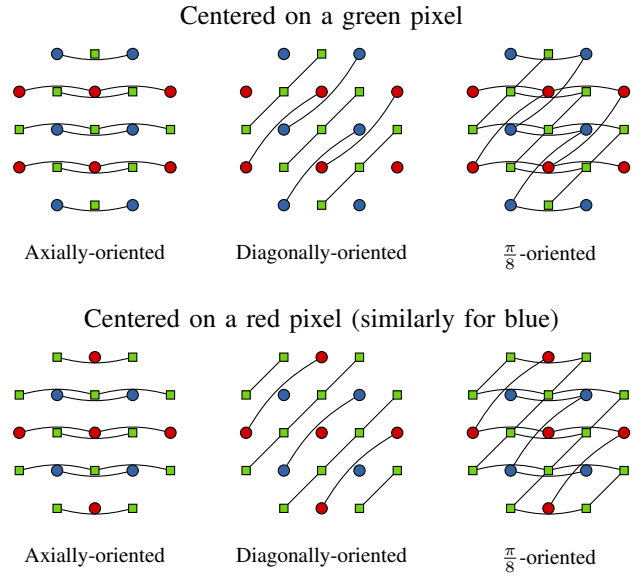 Centered on a green pixel
Axially-oriented Diagonally-oriented π/8-oriented
Centered on a red pixel (similarly for blue)
Axially-oriented Diagonally-oriented π/8-oriented